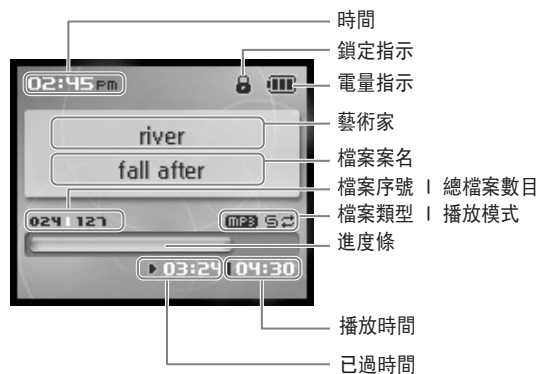 時間
鎖定指示
02:45 PM
電量指示
藝術家
river
檔案案名
fall after
檔案序號 I 總檔案數目
024 127
MP3
檔案類型 I 播放模式
進度條
03:24 04:30
播放時間
已過時間